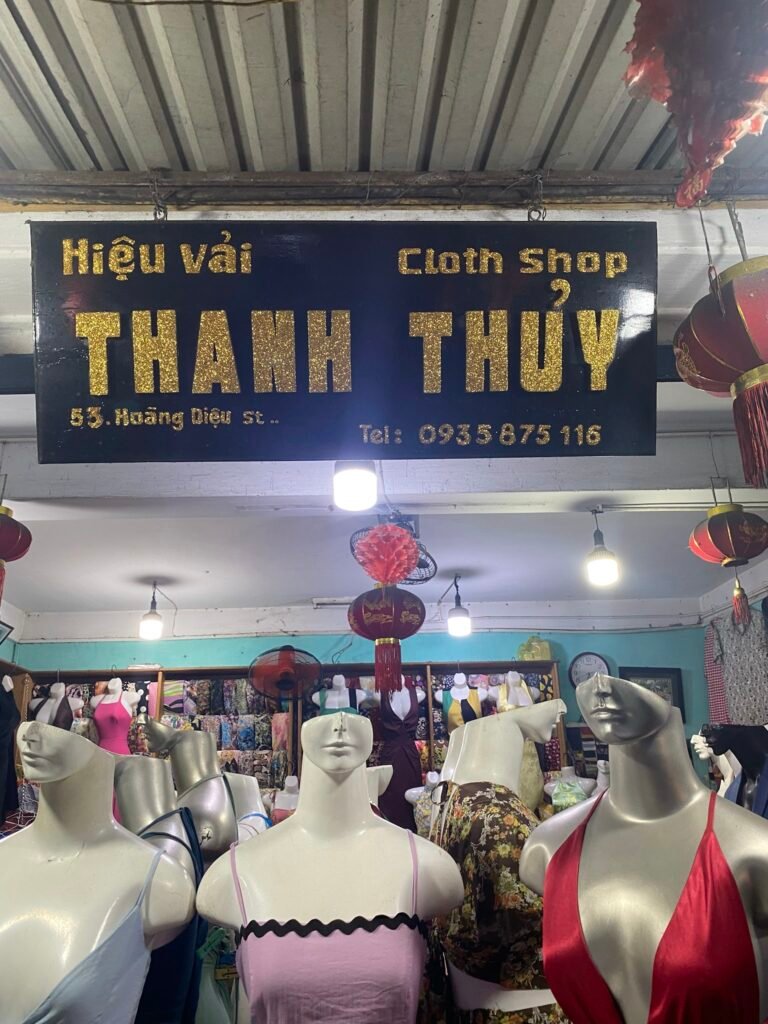 Hiệu vải Cloth Shop
THANH THỦY
53. Hoàng Diệu St..
Tel: 0935 875 116